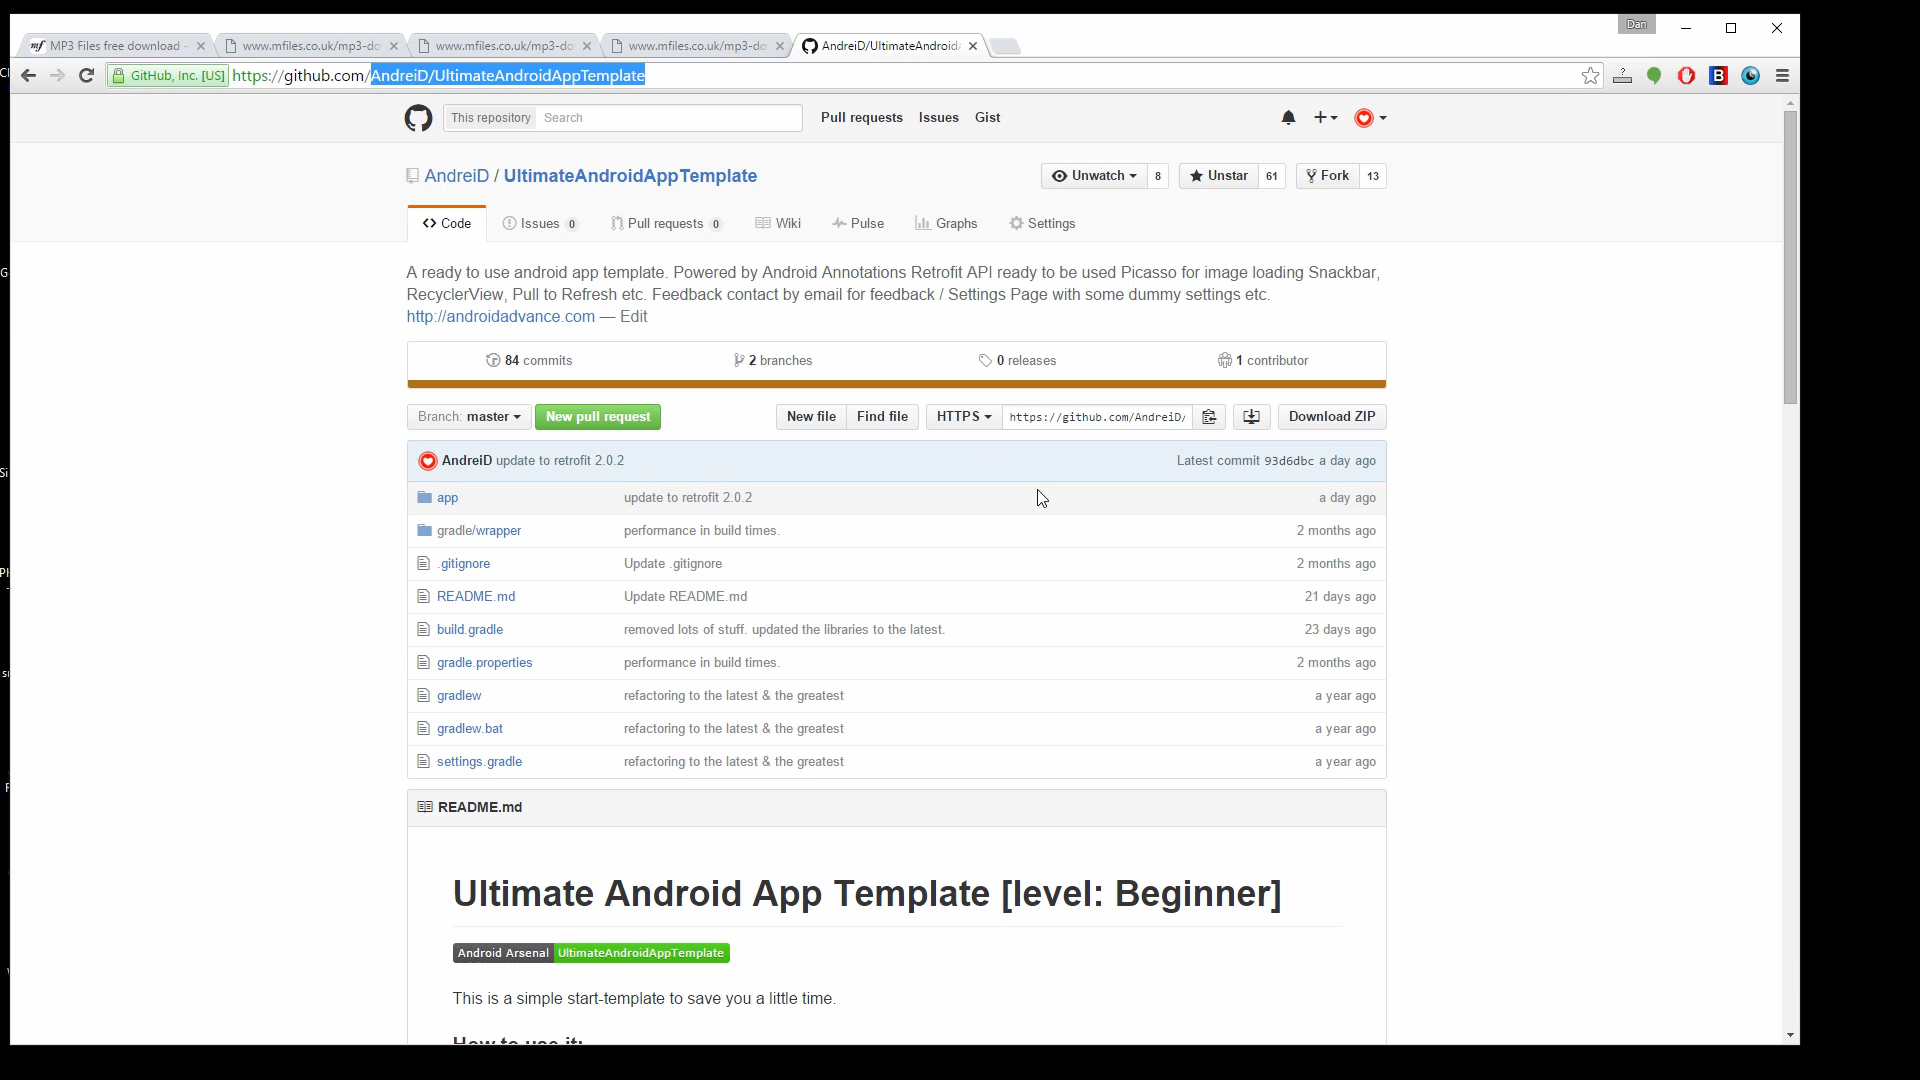 Dan
MP3 Files free download -
www.mfiles.co.uk/mp3-do
www.mfiles.co.uk/mp3-do
www.mfiles.co.uk/mp3-do
AndreiD/UltimateAndroid
GitHub, Inc. [US] https://github.com/AndreiD/UltimateAndroidAppTemplate
This repository Search Pull requests Issues Gist
AndreiD / UltimateAndroidAppTemplate
Unwatch 8 Unstar 61 Fork 13
Code Issues 0 Pull requests 0 Wiki Pulse Graphs Settings
A ready to use android app template. Powered by Android Annotations Retrofit API ready to be used Picasso for image loading Snackbar,
RecyclerView, Pull to Refresh etc. Feedback contact by email for feedback / Settings Page with some dummy settings etc.
http://androidadvance.com — Edit
84 commits 2 branches 0 releases 1 contributor
Branch: master New pull request New file Find file HTTPS https://github.com/AndreiD/ Download ZIP
AndreiD update to retrofit 2.0.2 Latest commit 93d6dbc a day ago
app update to retrofit 2.0.2 a day ago
gradle/wrapper performance in build times. 2 months ago
.gitignore Update .gitignore 2 months ago
README.md Update README.md 21 days ago
build.gradle removed lots of stuff. updated the libraries to the latest. 23 days ago
gradle.properties performance in build times. 2 months ago
gradlew refactoring to the latest & the greatest a year ago
gradlew.bat refactoring to the latest & the greatest a year ago
settings.gradle refactoring to the latest & the greatest a year ago
README.md
Ultimate Android App Template [level: Beginner]
Android Arsenal UltimateAndroidAppTemplate
This is a simple start-template to save you a little time.
How to use it: